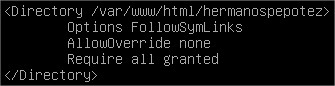 <Directory /var/www/html/hermanospepotez>
Options FollowSymLinks
AllowOverride none
Require all granted
</Directory>